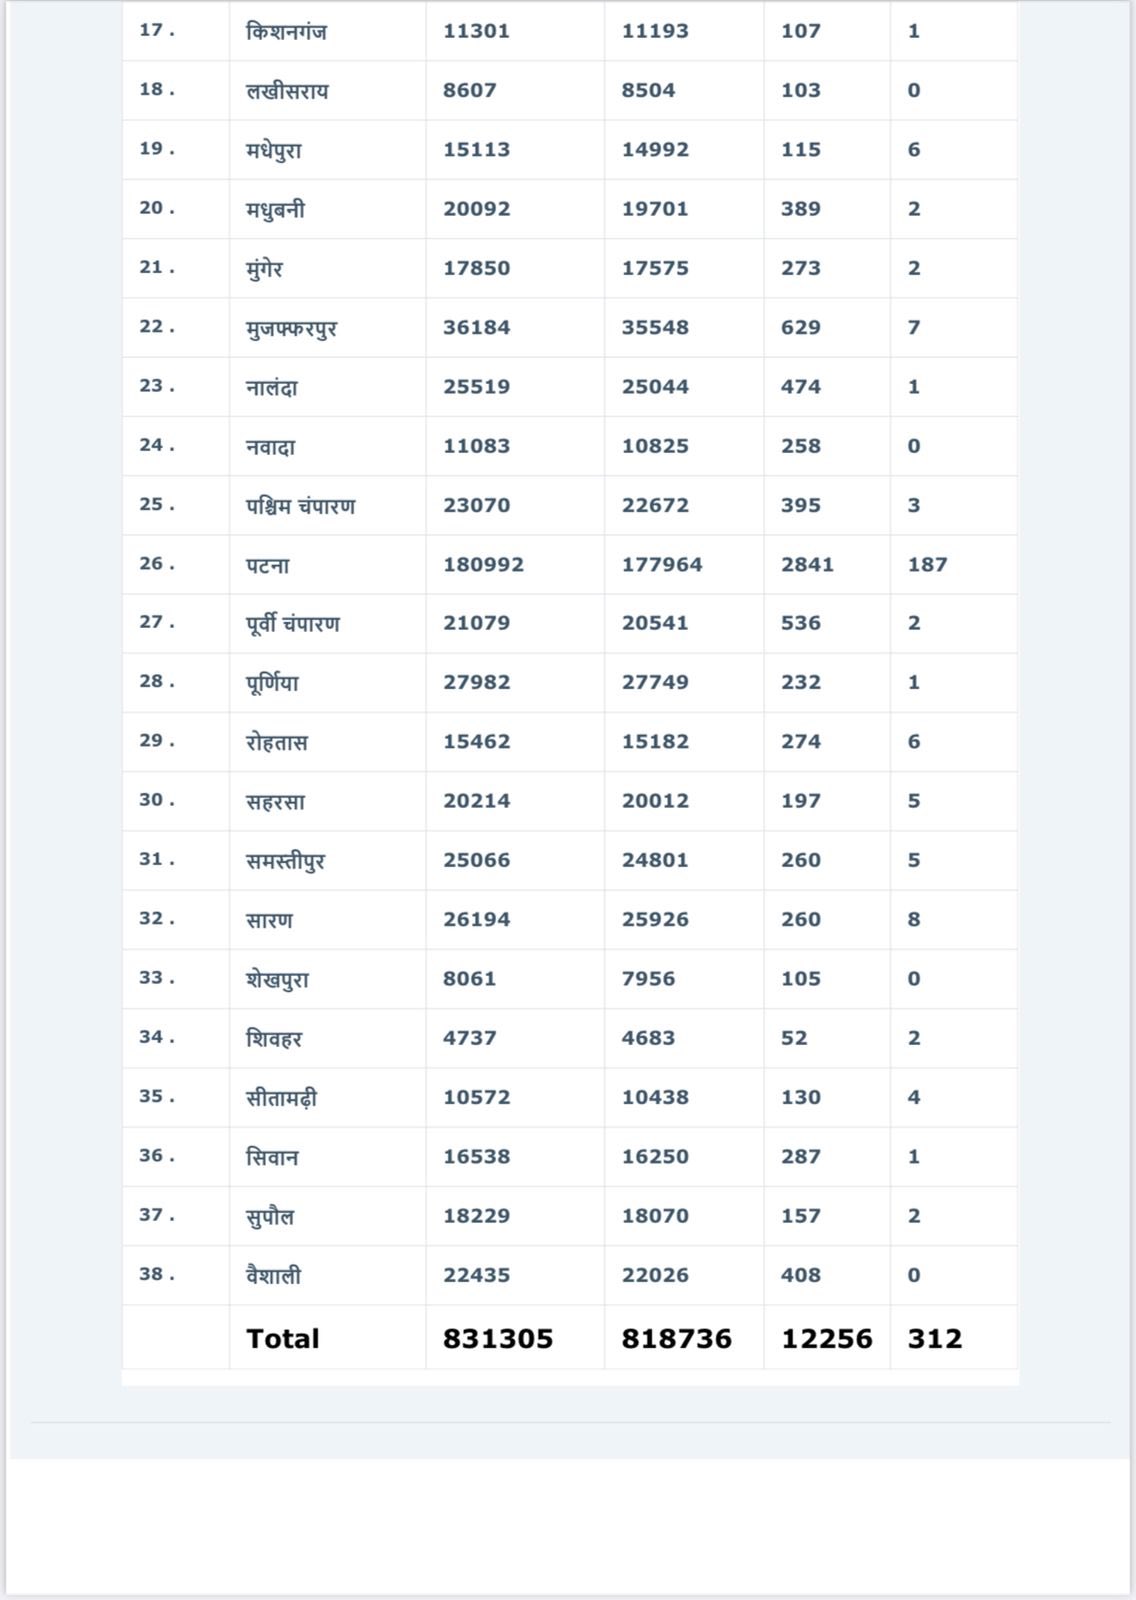 17 . किशनगंज 11301 11193 107 1
18 . लखीसराय 8607 8504 103 0
19 . मधेपुरा 15113 14992 115 6
20 . मधुबनी 20092 19701 389 2
21 . मुंगेर 17850 17575 273 2
22 . मुजफ्फरपुर 36184 35548 629 7
23 . नालंदा 25519 25044 474 1
24 . नवादा 11083 10825 258 0
25 . पश्चिम चंपारण 23070 22672 395 3
26 . पटना 180992 177964 2841 187
27 . पूर्वी चंपारण 21079 20541 536 2
28 . पूर्णिया 27982 27749 232 1
29 . रोहतास 15462 15182 274 6
30 . सहरसा 20214 20012 197 5
31 . समस्तीपुर 25066 24801 260 5
32 . सारण 26194 25926 260 8
33 . शेखपुरा 8061 7956 105 0
34 . शिवहर 4737 4683 52 2
35 . सीतामढ़ी 10572 10438 130 4
36 . सिवान 16538 16250 287 1
37 . सुपौल 18229 18070 157 2
38 . वैशाली 22435 22026 408 0
Total 831305 818736 12256 312